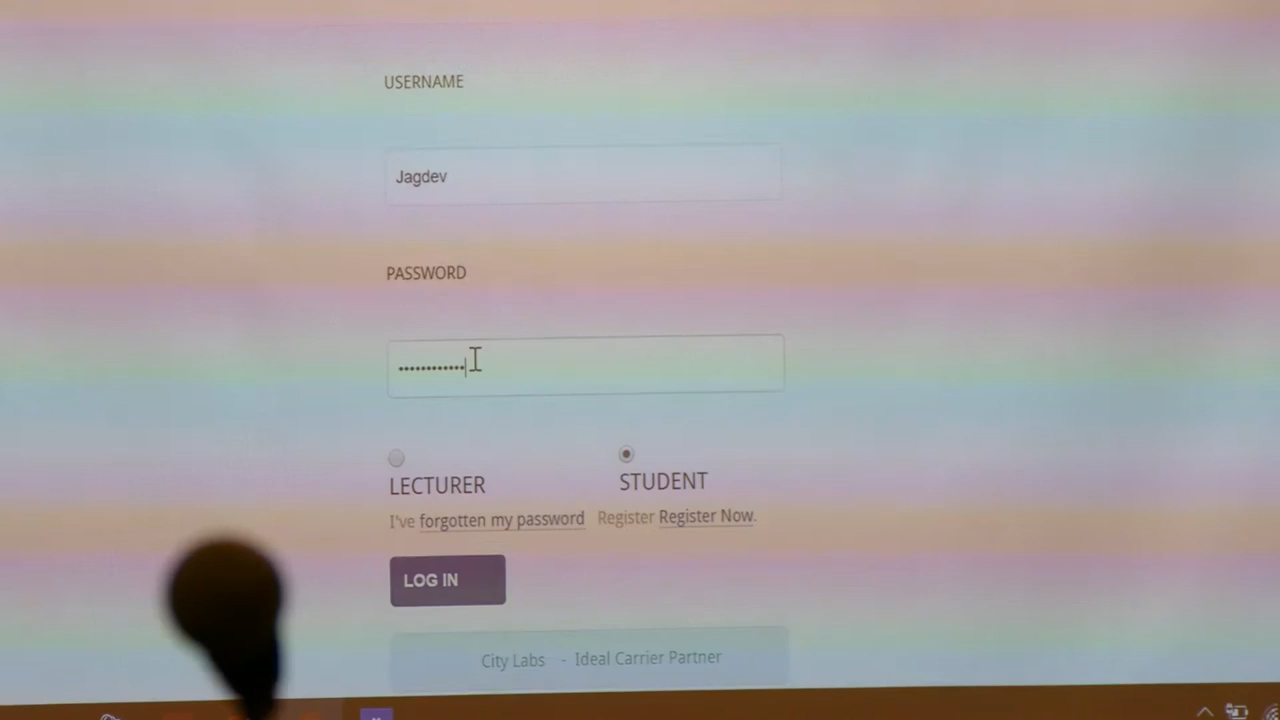 USERNAME
Jagdev
PASSWORD
••••••••••••
LECTURER STUDENT
I've forgotten my password Register Register Now.
LOG IN
City Labs - Ideal Carrier Partner